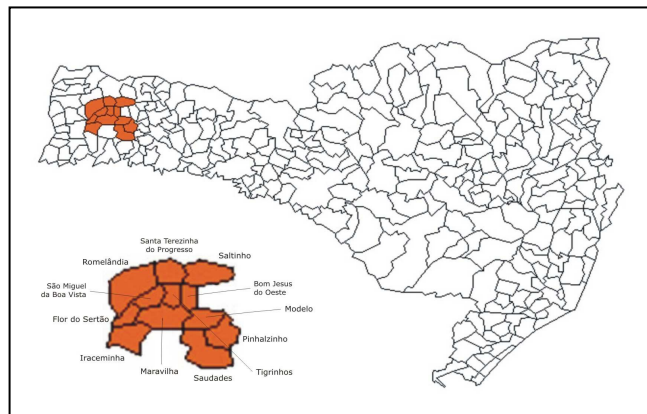 Santa Terezinha
do Progresso
Saltinho
Romelândia
São Miguel
da Boa Vista
Bom Jesus
do Oeste
Modelo
Flor do Sertão
Pinhalzinho
Iraceminha
Maravilha
Tigrinhos
Saudades